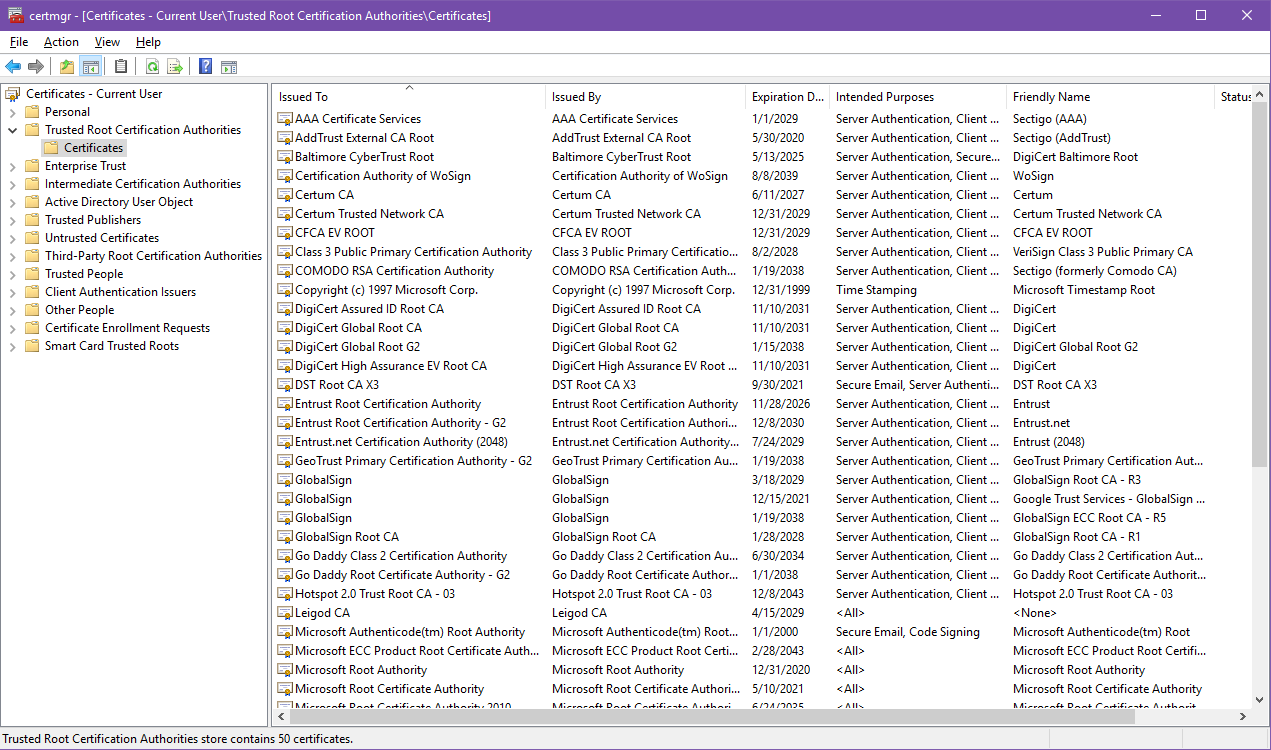 certmgr - [Certificates - Current User\Trusted Root Certification Authorities\Certificates]
File Action View Help
Certificates - Current User
Personal
Trusted Root Certification Authorities
Certificates
Enterprise Trust
Intermediate Certification Authorities
Active Directory User Object
Trusted Publishers
Untrusted Certificates
Third-Party Root Certification Authorities
Trusted People
Client Authentication Issuers
Other People
Certificate Enrollment Requests
Smart Card Trusted Roots
Issued To Issued By Expiration D... Intended Purposes Friendly Name Status
AAA Certificate Services AAA Certificate Services 1/1/2029 Server Authentication, Client ... Sectigo (AAA)
AddTrust External CA Root AddTrust External CA Root 5/30/2020 Server Authentication, Client ... Sectigo (AddTrust)
Baltimore CyberTrust Root Baltimore CyberTrust Root 5/13/2025 Server Authentication, Secure... DigiCert Baltimore Root
Certification Authority of WoSign Certification Authority of WoSign 8/8/2039 Server Authentication, Client ... WoSign
Certum CA Certum CA 6/11/2027 Server Authentication, Client ... Certum
Certum Trusted Network CA Certum Trusted Network CA 12/31/2029 Server Authentication, Client ... Certum Trusted Network CA
CFCA EV ROOT CFCA EV ROOT 12/31/2029 Server Authentication, Client ... CFCA EV ROOT
Class 3 Public Primary Certification Authority Class 3 Public Primary Certificatio... 8/2/2028 Server Authentication, Client ... VeriSign Class 3 Public Primary CA
COMODO RSA Certification Authority COMODO RSA Certification Auth... 1/19/2038 Server Authentication, Client ... Sectigo (formerly Comodo CA)
Copyright (c) 1997 Microsoft Corp. Copyright (c) 1997 Microsoft Corp. 12/31/1999 Time Stamping Microsoft Timestamp Root
DigiCert Assured ID Root CA DigiCert Assured ID Root CA 11/10/2031 Server Authentication, Client ... DigiCert
DigiCert Global Root CA DigiCert Global Root CA 11/10/2031 Server Authentication, Client ... DigiCert
DigiCert Global Root G2 DigiCert Global Root G2 1/15/2038 Server Authentication, Client ... DigiCert Global Root G2
DigiCert High Assurance EV Root CA DigiCert High Assurance EV Root ... 11/10/2031 Server Authentication, Client ... DigiCert
DST Root CA X3 DST Root CA X3 9/30/2021 Secure Email, Server Authenti... DST Root CA X3
Entrust Root Certification Authority Entrust Root Certification Authority 11/28/2026 Server Authentication, Client ... Entrust
Entrust Root Certification Authority - G2 Entrust Root Certification Authori... 12/8/2030 Server Authentication, Client ... Entrust.net
Entrust.net Certification Authority (2048) Entrust.net Certification Authority... 7/24/2029 Server Authentication, Client ... Entrust (2048)
GeoTrust Primary Certification Authority - G2 GeoTrust Primary Certification Au... 1/19/2038 Server Authentication, Client ... GeoTrust Primary Certification Aut...
GlobalSign GlobalSign 3/18/2029 Server Authentication, Client ... GlobalSign Root CA - R3
GlobalSign GlobalSign 12/15/2021 Server Authentication, Client ... Google Trust Services - GlobalSign ...
GlobalSign GlobalSign 1/19/2038 Server Authentication, Client ... GlobalSign ECC Root CA - R5
GlobalSign Root CA GlobalSign Root CA 1/28/2028 Server Authentication, Client ... GlobalSign Root CA - R1
Go Daddy Class 2 Certification Authority Go Daddy Class 2 Certification Au... 6/30/2034 Server Authentication, Client ... Go Daddy Class 2 Certification Aut...
Go Daddy Root Certificate Authority - G2 Go Daddy Root Certificate Author... 1/1/2038 Server Authentication, Client ... Go Daddy Root Certificate Authorit...
Hotspot 2.0 Trust Root CA - 03 Hotspot 2.0 Trust Root CA - 03 12/8/2043 Server Authentication, Client ... Hotspot 2.0 Trust Root CA - 03
Leigod CA Leigod CA 4/15/2029 <All> <None>
Microsoft Authenticode(tm) Root Authority Microsoft Authenticode(tm) Root... 1/1/2000 Secure Email, Code Signing Microsoft Authenticode(tm) Root
Microsoft ECC Product Root Certificate Auth... Microsoft ECC Product Root Certi... 2/28/2043 <All> Microsoft ECC Product Root Certifi...
Microsoft Root Authority Microsoft Root Authority 12/31/2020 <All> Microsoft Root Authority
Microsoft Root Certificate Authority Microsoft Root Certificate Authori... 5/10/2021 <All> Microsoft Root Certificate Authority
Microsoft Root Certificate Authority 2010 Microsoft Root Certificate Authori... 6/24/2035 <All> Microsoft Root Certificate Authorit...
Trusted Root Certification Authorities store contains 50 certificates.